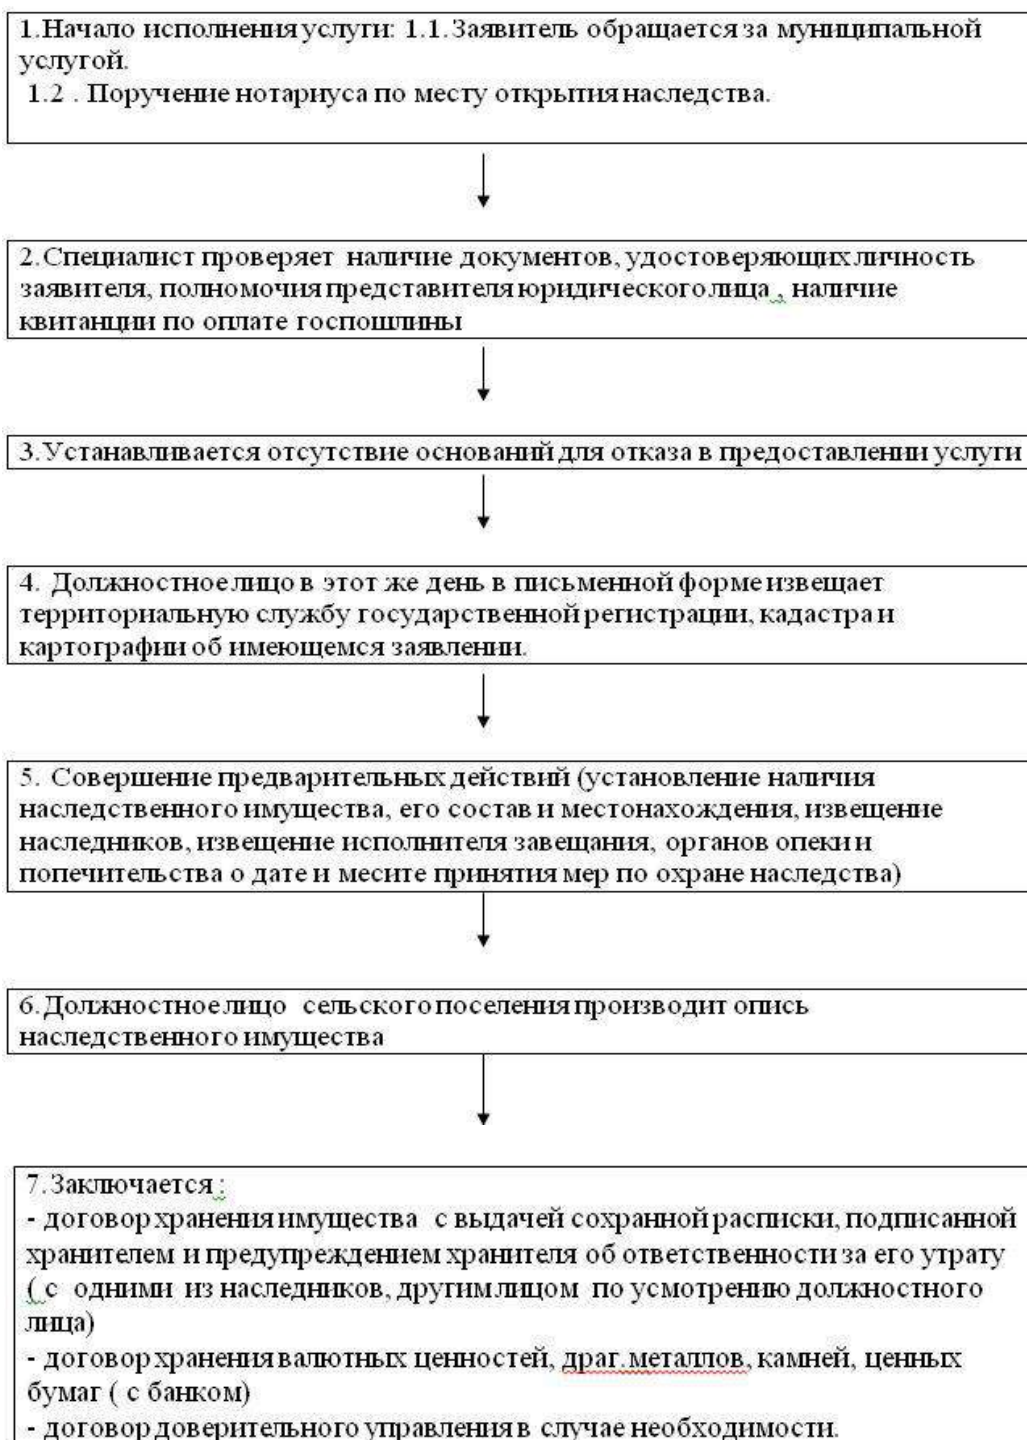 1.Начало исполнения услуги: 1.1.Заявитель обращается за муниципальной
услугой.
1.2 . Поручение нотариуса по месту открытия наследства.
2.Специалист проверяет наличие документов, удостоверяющих личность
заявителя, полномочия представителя юридического лица , наличие
квитанции по оплате госпошлины
3.Устанавливается отсутствие оснований для отказа в предоставлении услуги
4. Должностное лицо в этот же день в письменной форме извещает
территориальную службу государственной регистрации, кадастра и
картографии об имеющемся заявлении.
5. Совершение предварительных действий (установление наличия
наследственного имущества, его состав и местонахождения, извещение
наследников, извещение исполнителя завещания, органов опеки и
попечительства о дате и месите принятия мер по охране наследства)
6.Должностное лицо сельского поселения производит опись
наследственного имущества
7.Заключается :
- договор хранения имущества с выдачей сохранной расписки, подписанной
хранителем и предупреждением хранителя об ответственности за его утрату
( с одними из наследников, другим лицом по усмотрению должностного
лица)
- договор хранения валютных ценностей, драг.металлов, камней, ценных
бумаг ( с банком)
- договор доверительного управления в случае необходимости.